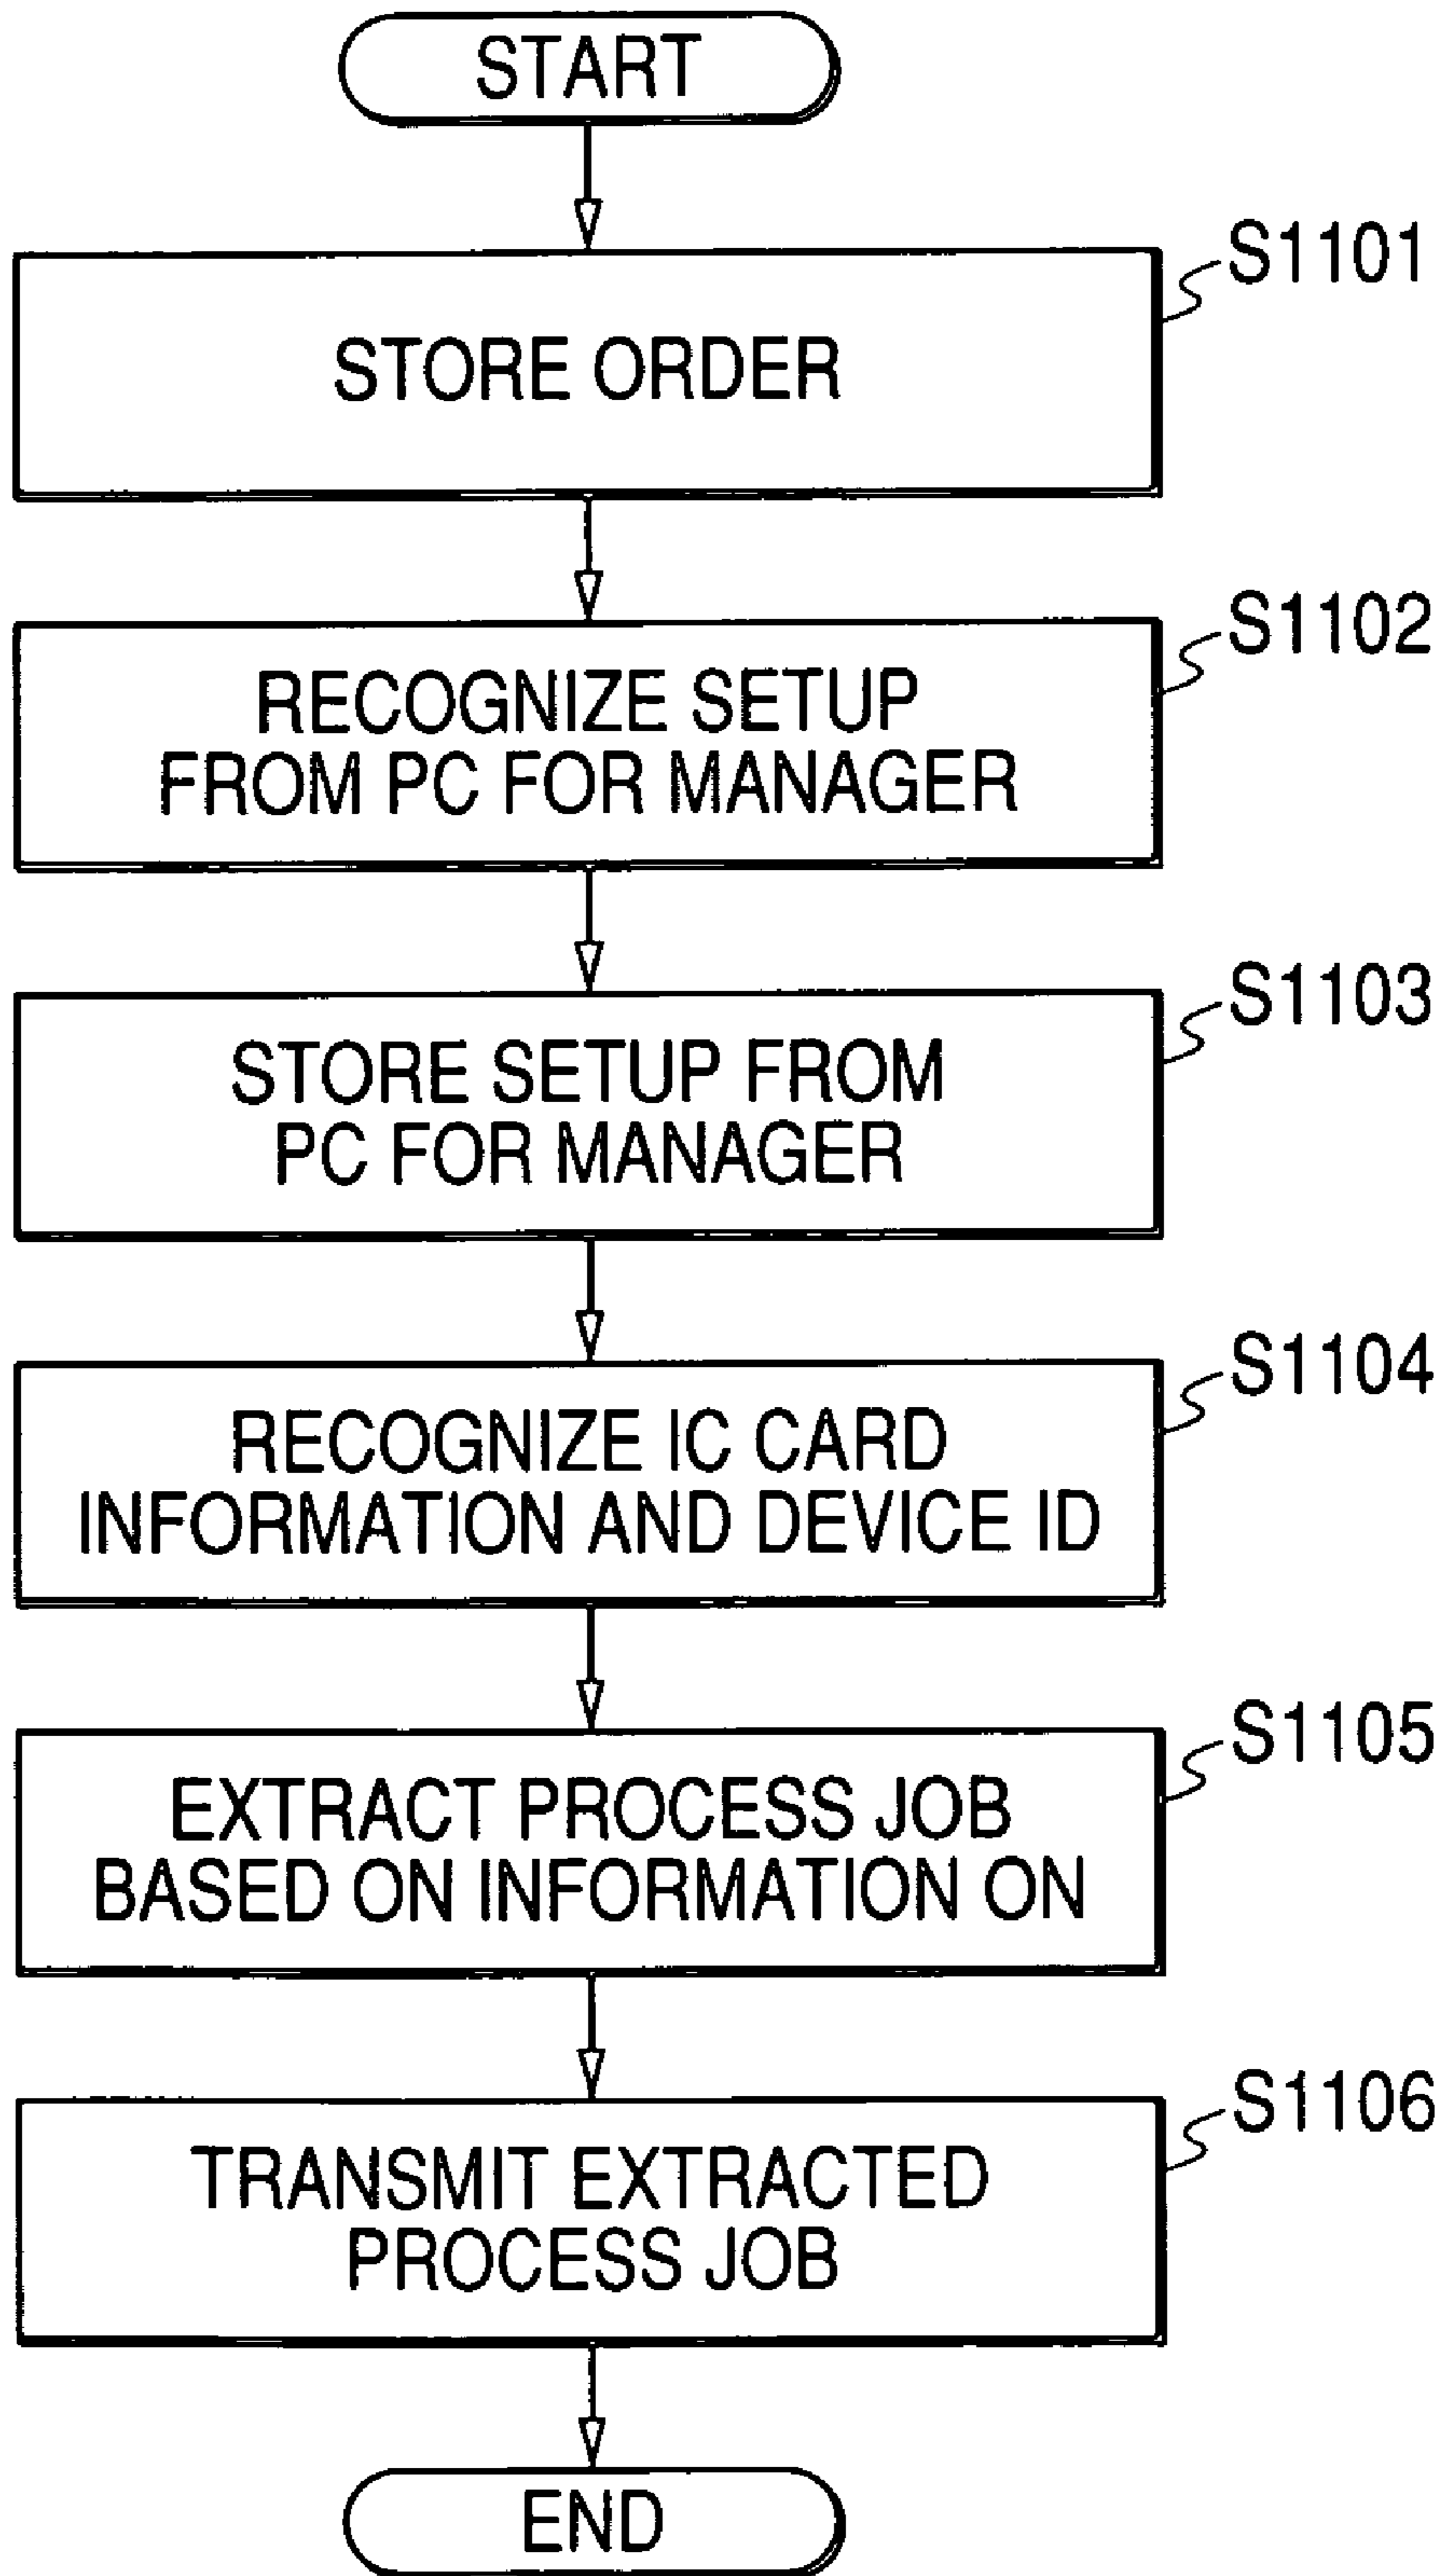 START
S1101
STORE ORDER
S1102
RECOGNIZE SETUP
FROM PC FOR MANAGER
S1103
STORE SETUP FROM
PC FOR MANAGER
S1104
RECOGNIZE IC CARD
INFORMATION AND DEVICE ID
S1105
EXTRACT PROCESS JOB
BASED ON INFORMATION ON
S1106
TRANSMIT EXTRACTED
PROCESS JOB
END